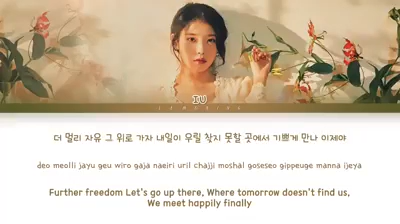 IU
LEMONING
더 멀리 자유 그 위로 가자 내일이 우릴 찾지 못할 곳에서 기쁘게 만나 이제야
deo meolli jayu geu wiro gaja naeiri uril chajji moshal goseseo gippeuge manna ijeya
Further freedom Let's go up there, Where tomorrow doesn't find us,
We meet happily finally